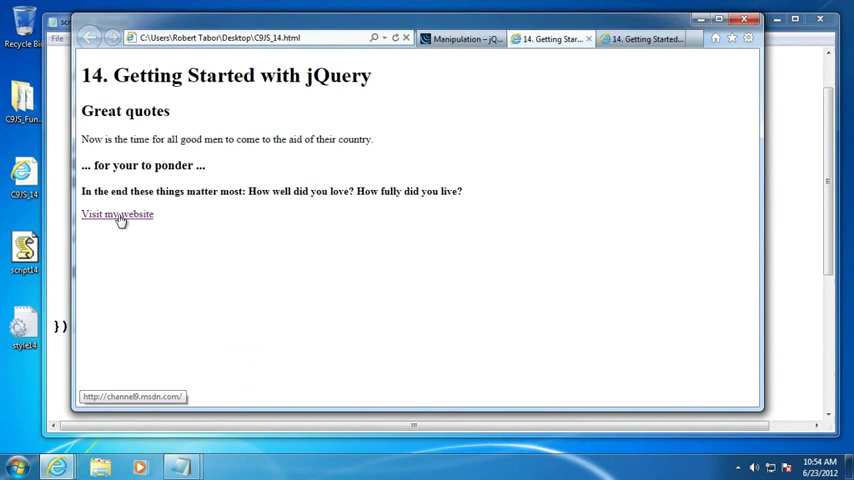 Recycle Bi
scr
File
C:\Users\Robert Tabor\Desktop\C9JS_14.html
Manipulation – jQ...
14. Getting Star...
14. Getting Started...
14. Getting Started with jQuery
Great quotes
Now is the time for all good men to come to the aid of their country.
... for your to ponder ...
In the end these things matter most: How well did you love? How fully did you live?
Visit my website
C9JS_Fun
C9JS_14
script14
style14
})
http://channel9.msdn.com/
10:54 AM
6/23/2012